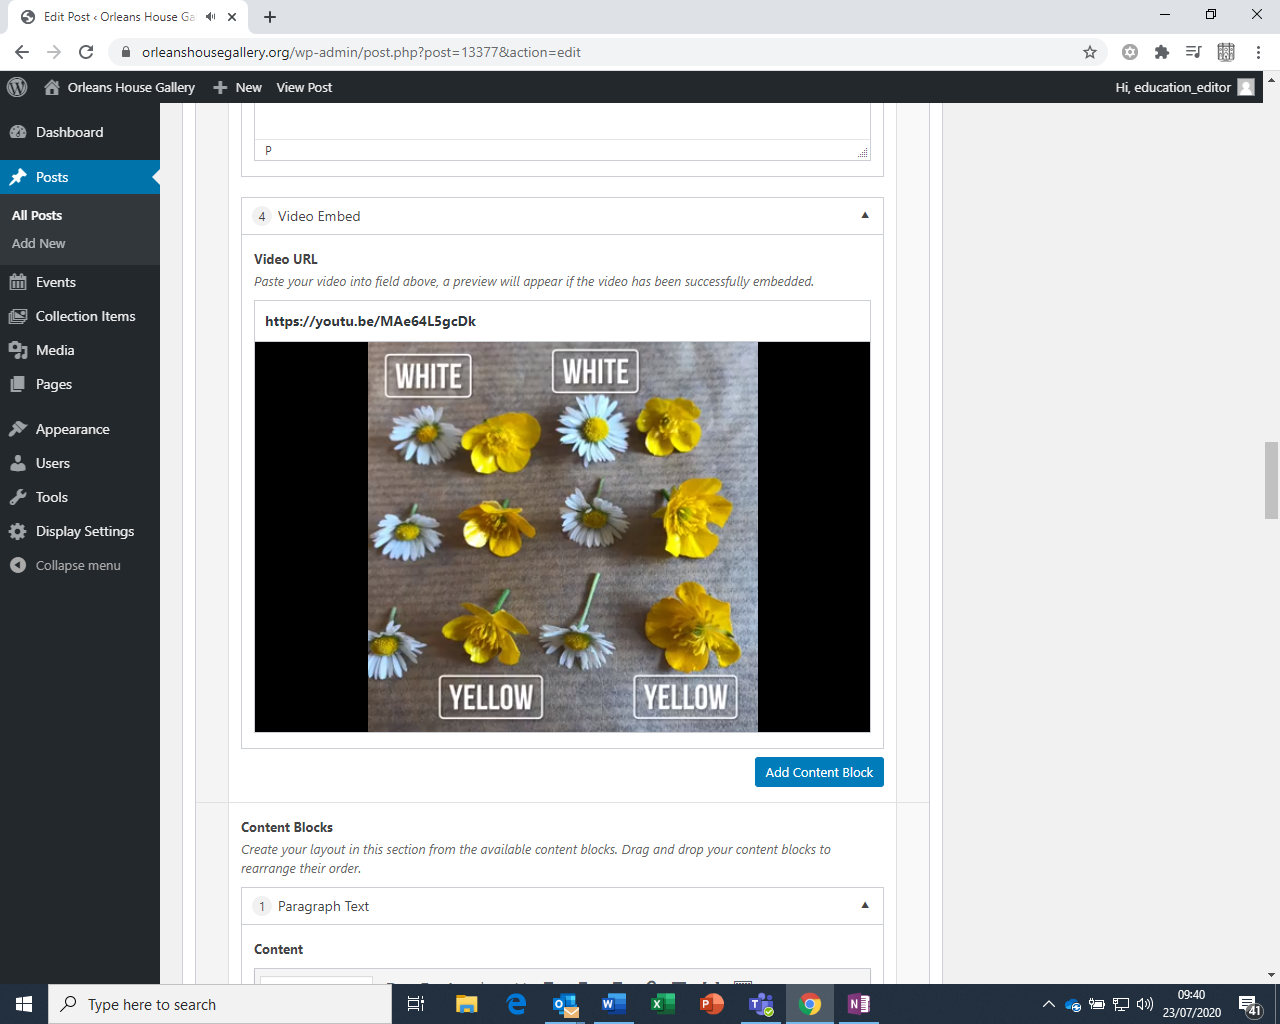 Edit Post ‹ Orleans House Ga
orleanshousegallery.org/wp-admin/post.php?post=13377&action=edit
Orleans House Gallery
New
View Post
Hi, education_editor
Dashboard
Posts
All Posts
Add New
Events
Collection Items
Media
Pages
Appearance
Users
Tools
Display Settings
Collapse menu
P
4 Video Embed
Video URL
Paste your video into field above, a preview will appear if the video has been successfully embedded.
https://youtu.be/MAe64L5gcDk
WHITE WHITE
YELLOW YELLOW
Add Content Block
Content Blocks
Create your layout in this section from the available content blocks. Drag and drop your content blocks to
rearrange their order.
1 Paragraph Text
Content
Type here to search
09:40
23/07/2020
41